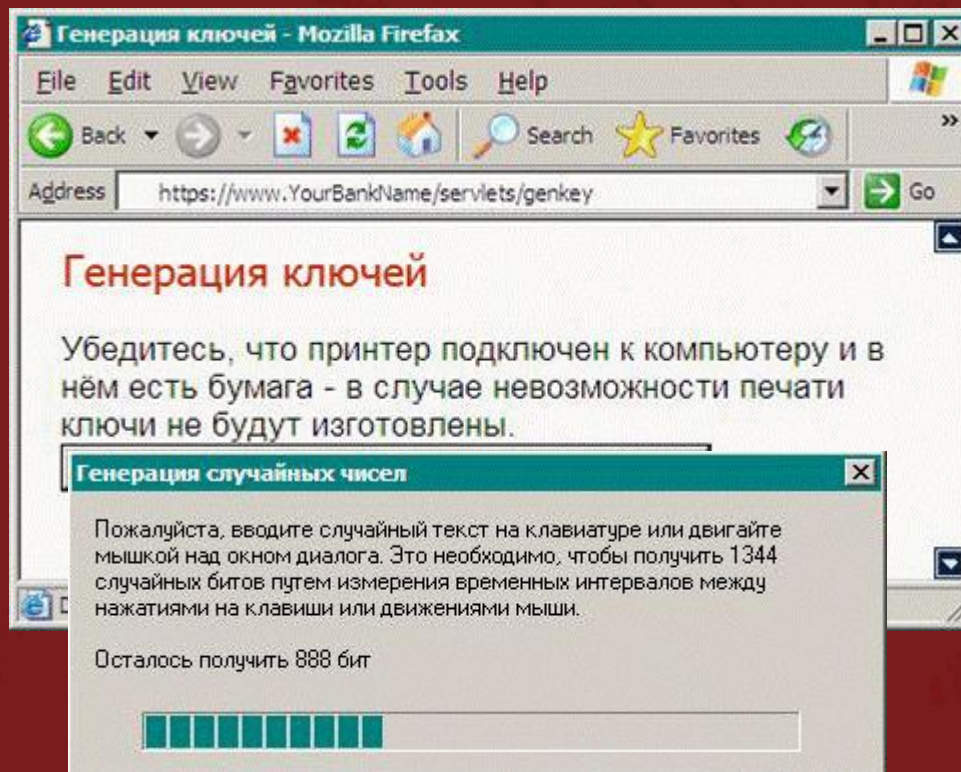 Генерация ключей - Mozilla Firefox
File Edit View Favorites Tools Help
Back Search Favorites »
Address https://www.YourBankName/servlets/genkey Go
Генерация ключей
Убедитесь, что принтер подключен к компьютеру и в
нём есть бумага - в случае невозможности печати
ключи не будут изготовлены.
Генерация случайных чисел
Пожалуйста, вводите случайный текст на клавиатуре или двигайте
мышкой над окном диалога. Это необходимо, чтобы получить 1344
случайных битов путем измерения временных интервалов между
нажатиями на клавиши или движениями мыши.
Осталось получить 888 бит